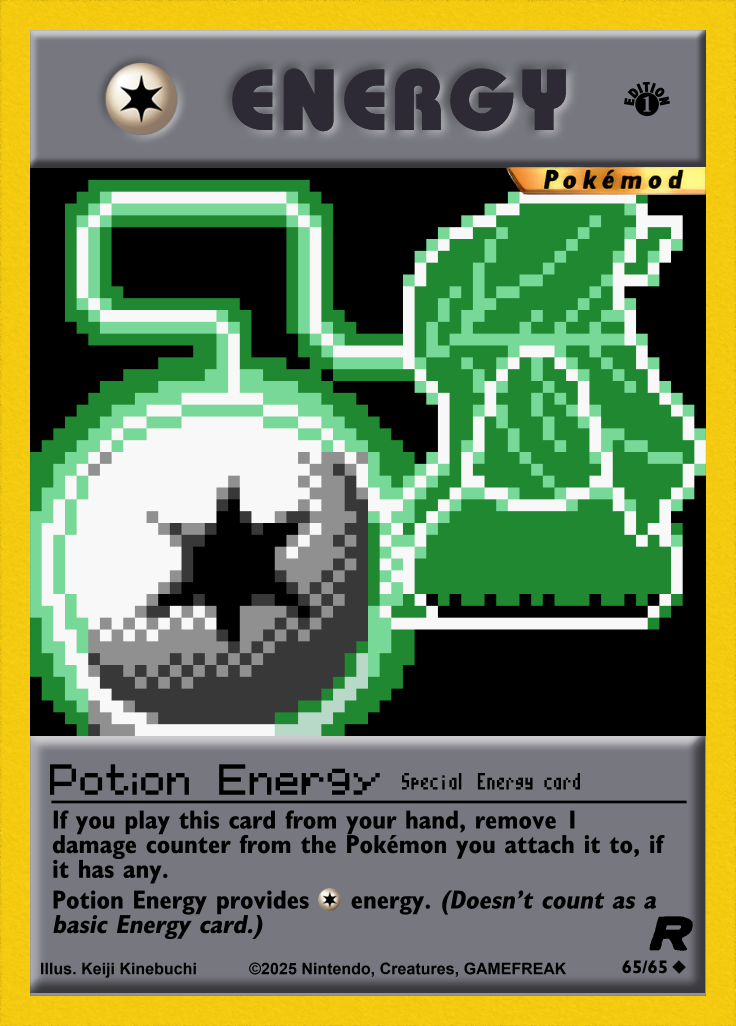 ENERGY
EDITION 1
Pokémod
Potion Energy Special Energy card
If you play this card from your hand, remove 1
damage counter from the Pokémon you attach it to, if
it has any.
Potion Energy provides energy. (Doesn't count as a
basic Energy card.)
R
Illus. Keiji Kinebuchi ©2025 Nintendo, Creatures, GAMEFREAK 65/65